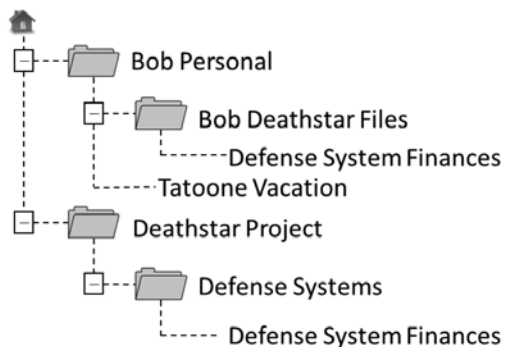 Bob Personal
Bob Deathstar Files
Defense System Finances
Tatoone Vacation
Deathstar Project
Defense Systems
Defense System Finances